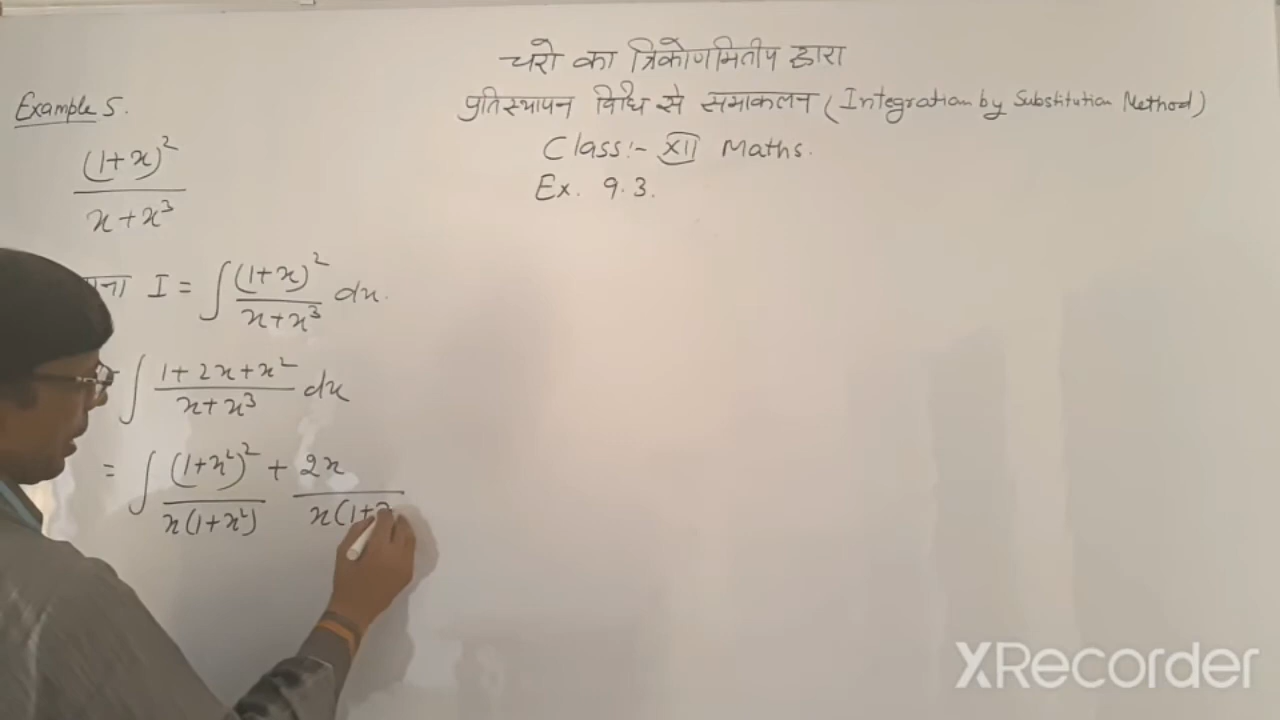 चरो का त्रिकोणमितीय द्वारा
प्रतिस्थापन विधि से समाकलन ( Integration by Substitution Method )
Class:- XII Maths.
Ex. 9.3.
Example 5.
(1+x)²
x+x³
I = ∫ (1+x)² / x+x³ dx.
∫ 1+2x+x² / x+x³ dx
= ∫ (1+x²)² / x(1+x²) + 2x / x(1+
XRecorder